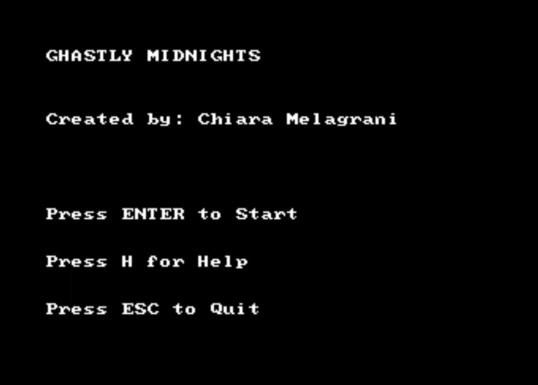 GHASTLY MIDNIGHTS
Created by: Chiara Melagrani
Press ENTER to Start
Press H for Help
Press ESC to Quit